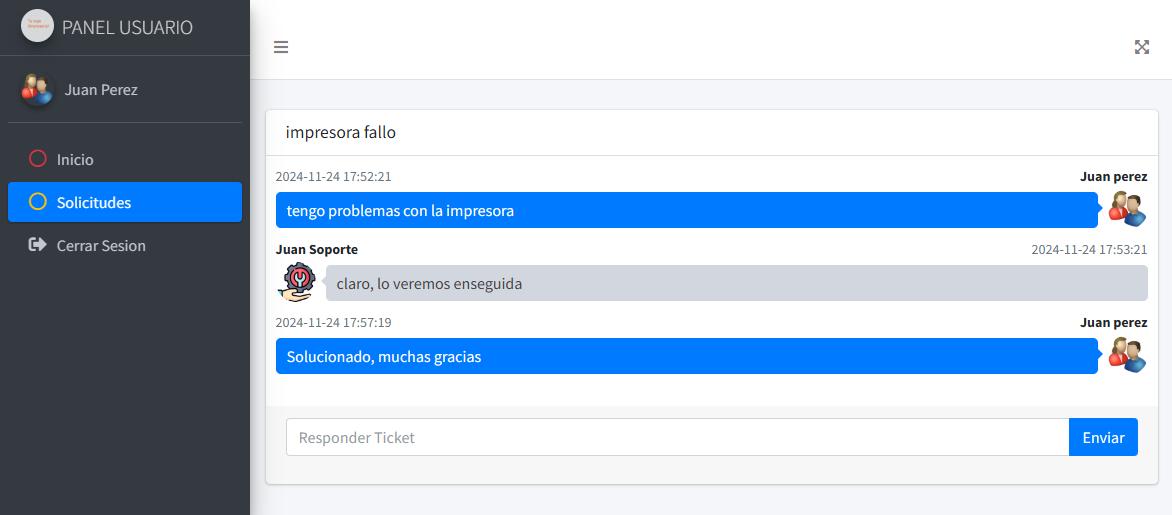 PANEL USUARIO
Juan Perez
Inicio
Solicitudes
Cerrar Sesion
impresora fallo
2024-11-24 17:52:21 Juan perez
tengo problemas con la impresora
Juan Soporte 2024-11-24 17:53:21
claro, lo veremos enseguida
2024-11-24 17:57:19 Juan perez
Solucionado, muchas gracias
Responder Ticket Enviar